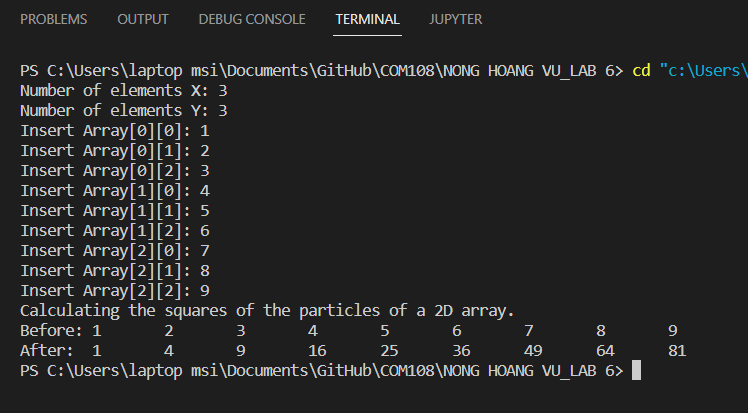 PROBLEMS OUTPUT DEBUG CONSOLE TERMINAL JUPYTER
PS C:\Users\laptop msi\Documents\GitHub\COM108\NONG HOANG VU_LAB 6> cd "c:\Users\
Number of elements X: 3
Number of elements Y: 3
Insert Array[0][0]: 1
Insert Array[0][1]: 2
Insert Array[0][2]: 3
Insert Array[1][0]: 4
Insert Array[1][1]: 5
Insert Array[1][2]: 6
Insert Array[2][0]: 7
Insert Array[2][1]: 8
Insert Array[2][2]: 9
Calculating the squares of the particles of a 2D array.
Before: 1 2 3 4 5 6 7 8 9
After: 1 4 9 16 25 36 49 64 81
PS C:\Users\laptop msi\Documents\GitHub\COM108\NONG HOANG VU_LAB 6>